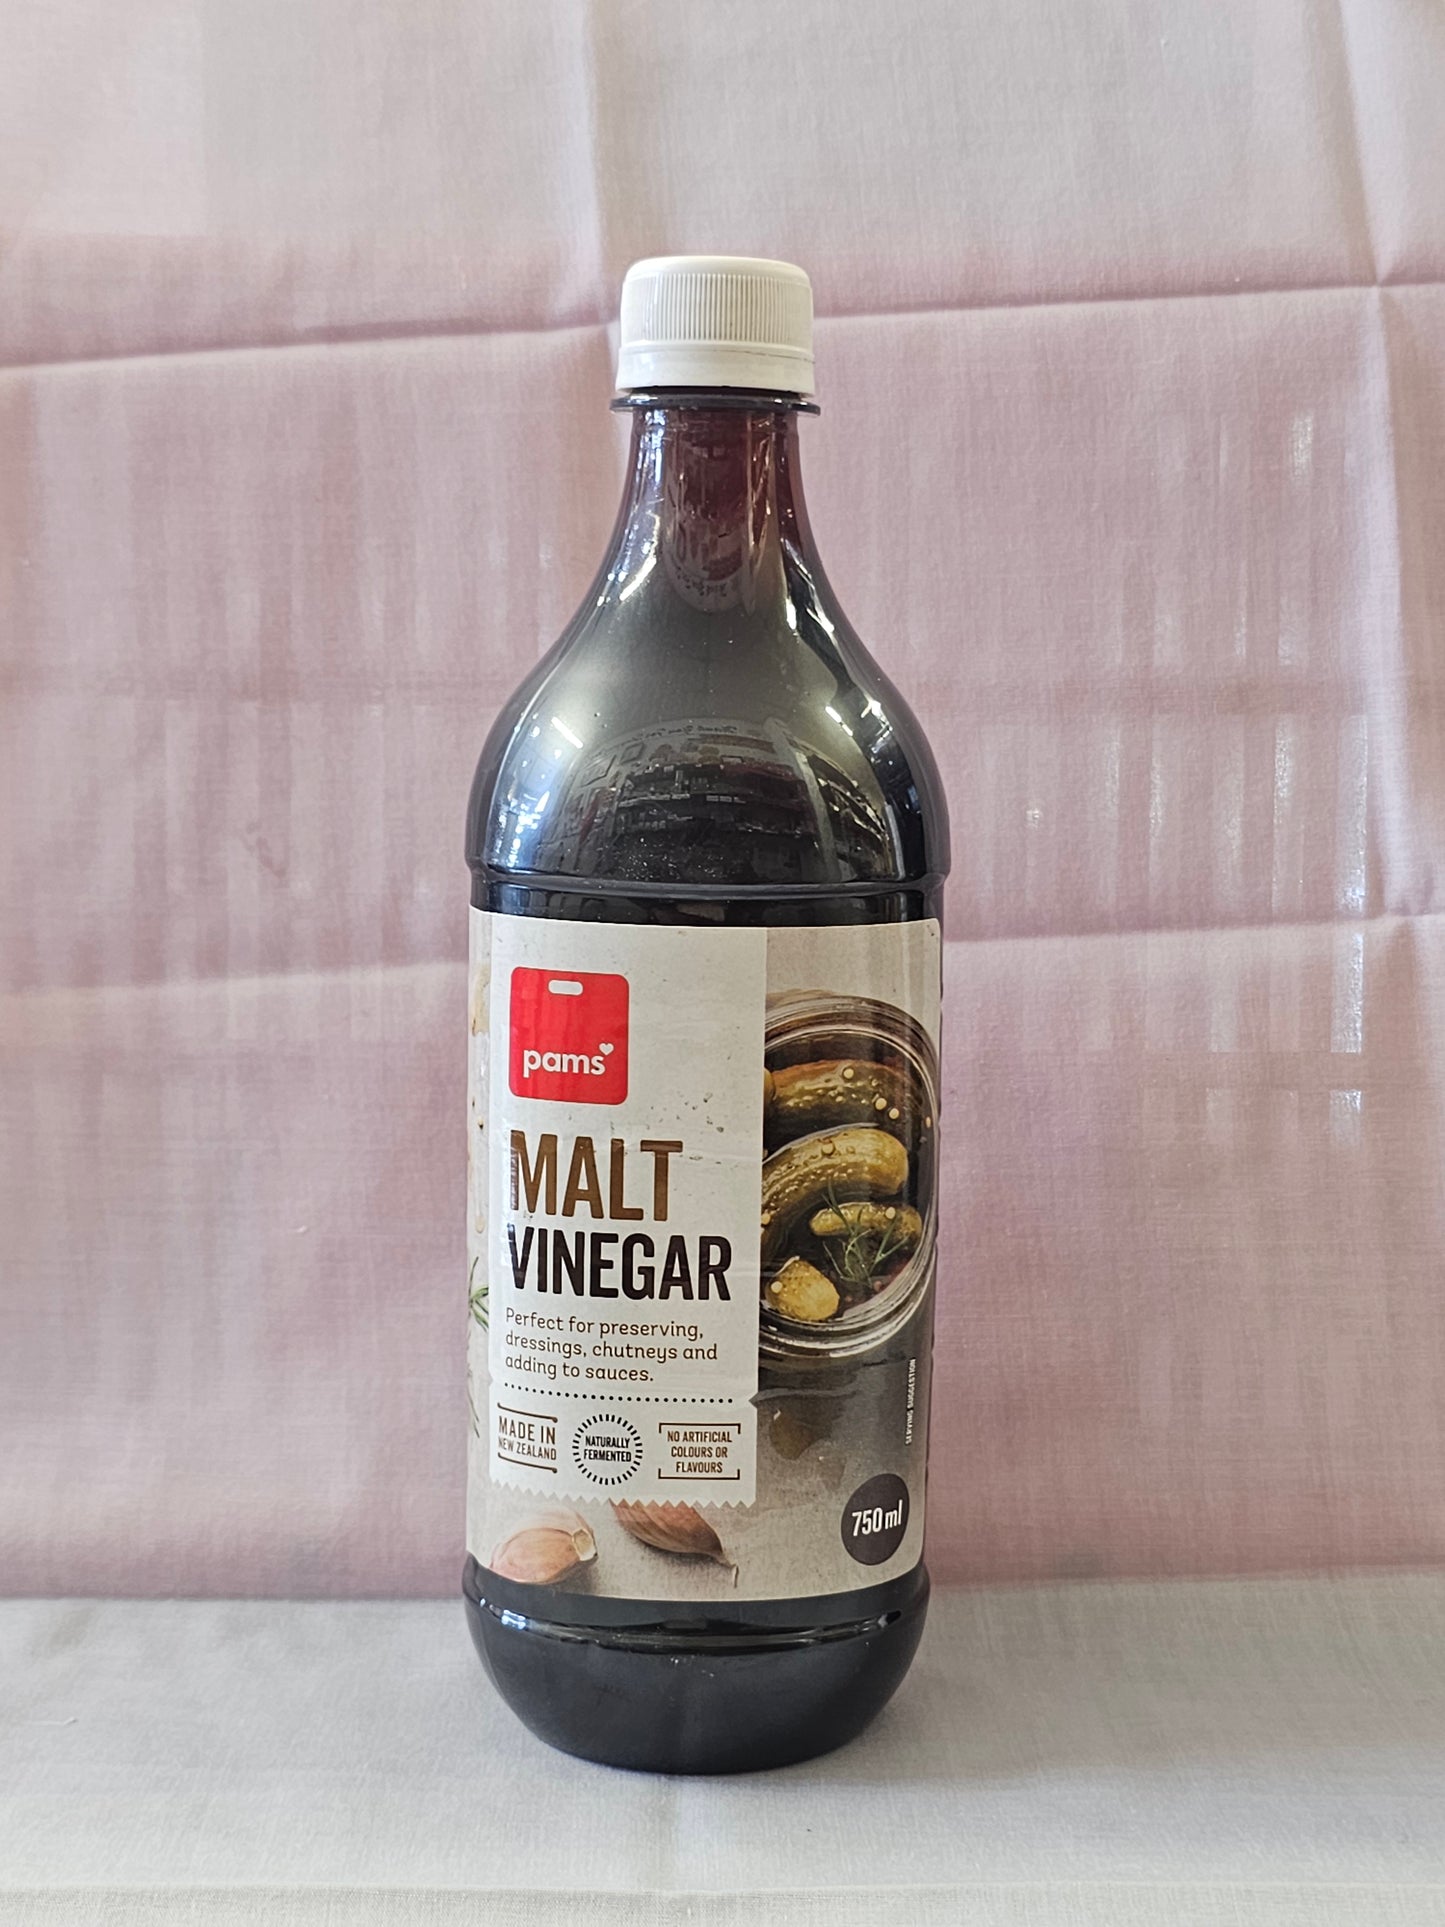 pams
MALT
VINEGAR
Perfect for preserving,
dressings, chutneys and
adding to sauces.
MADE IN
NEW ZEALAND
NATURALLY
FERMENTED
NO ARTIFICIAL
COLOURS OR
FLAVOURS
SERVING SUGGESTION
750ml